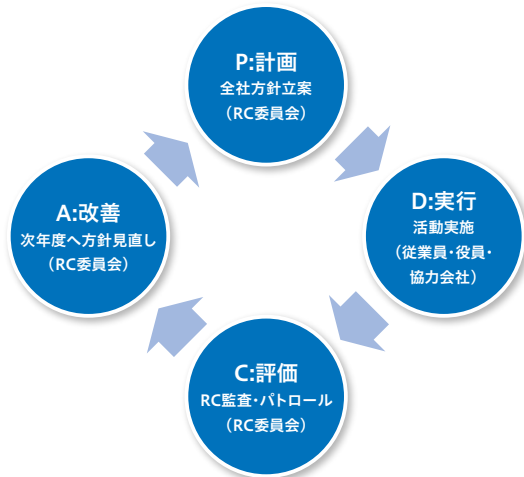 P:計画
全社方針立案
（RC委員会）
D:実行
活動実施
（従業員・役員・
協力会社）
C:評価
RC監査・パトロール
（RC委員会）
A:改善
次年度へ方針見直し
（RC委員会）